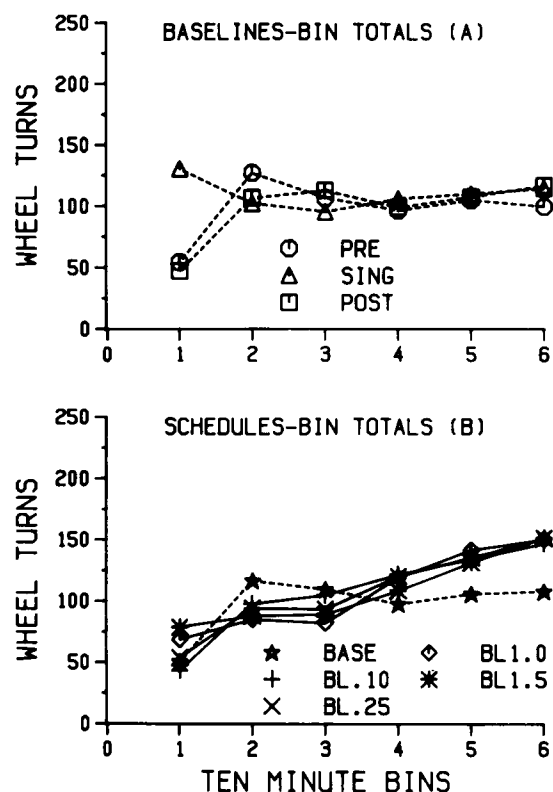 BASELINES-BIN TOTALS (A)
WHEEL TURNS
250
200
150
100
50
0
PRE
SING
POST
0 1 2 3 4 5 6
SCHEDULES-BIN TOTALS (B)
WHEEL TURNS
250
200
150
100
50
0
BASE BL1.0
BL.10 BL1.5
BL.25
0 1 2 3 4 5 6
TEN MINUTE BINS